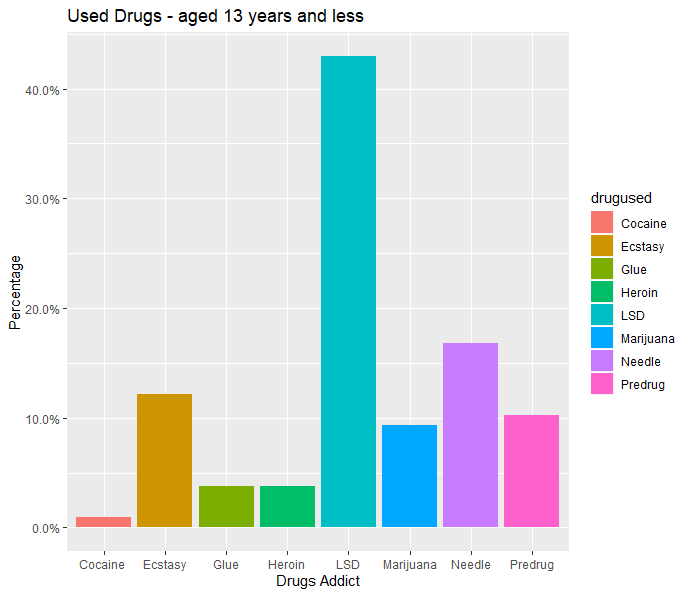 Used Drugs - aged 13 years and less
Percentage
40.0%
30.0%
20.0%
10.0%
0.0%
Cocaine Ecstasy Glue Heroin LSD Marijuana Needle Predrug
Drugs Addict
drugused
Cocaine
Ecstasy
Glue
Heroin
LSD
Marijuana
Needle
Predrug